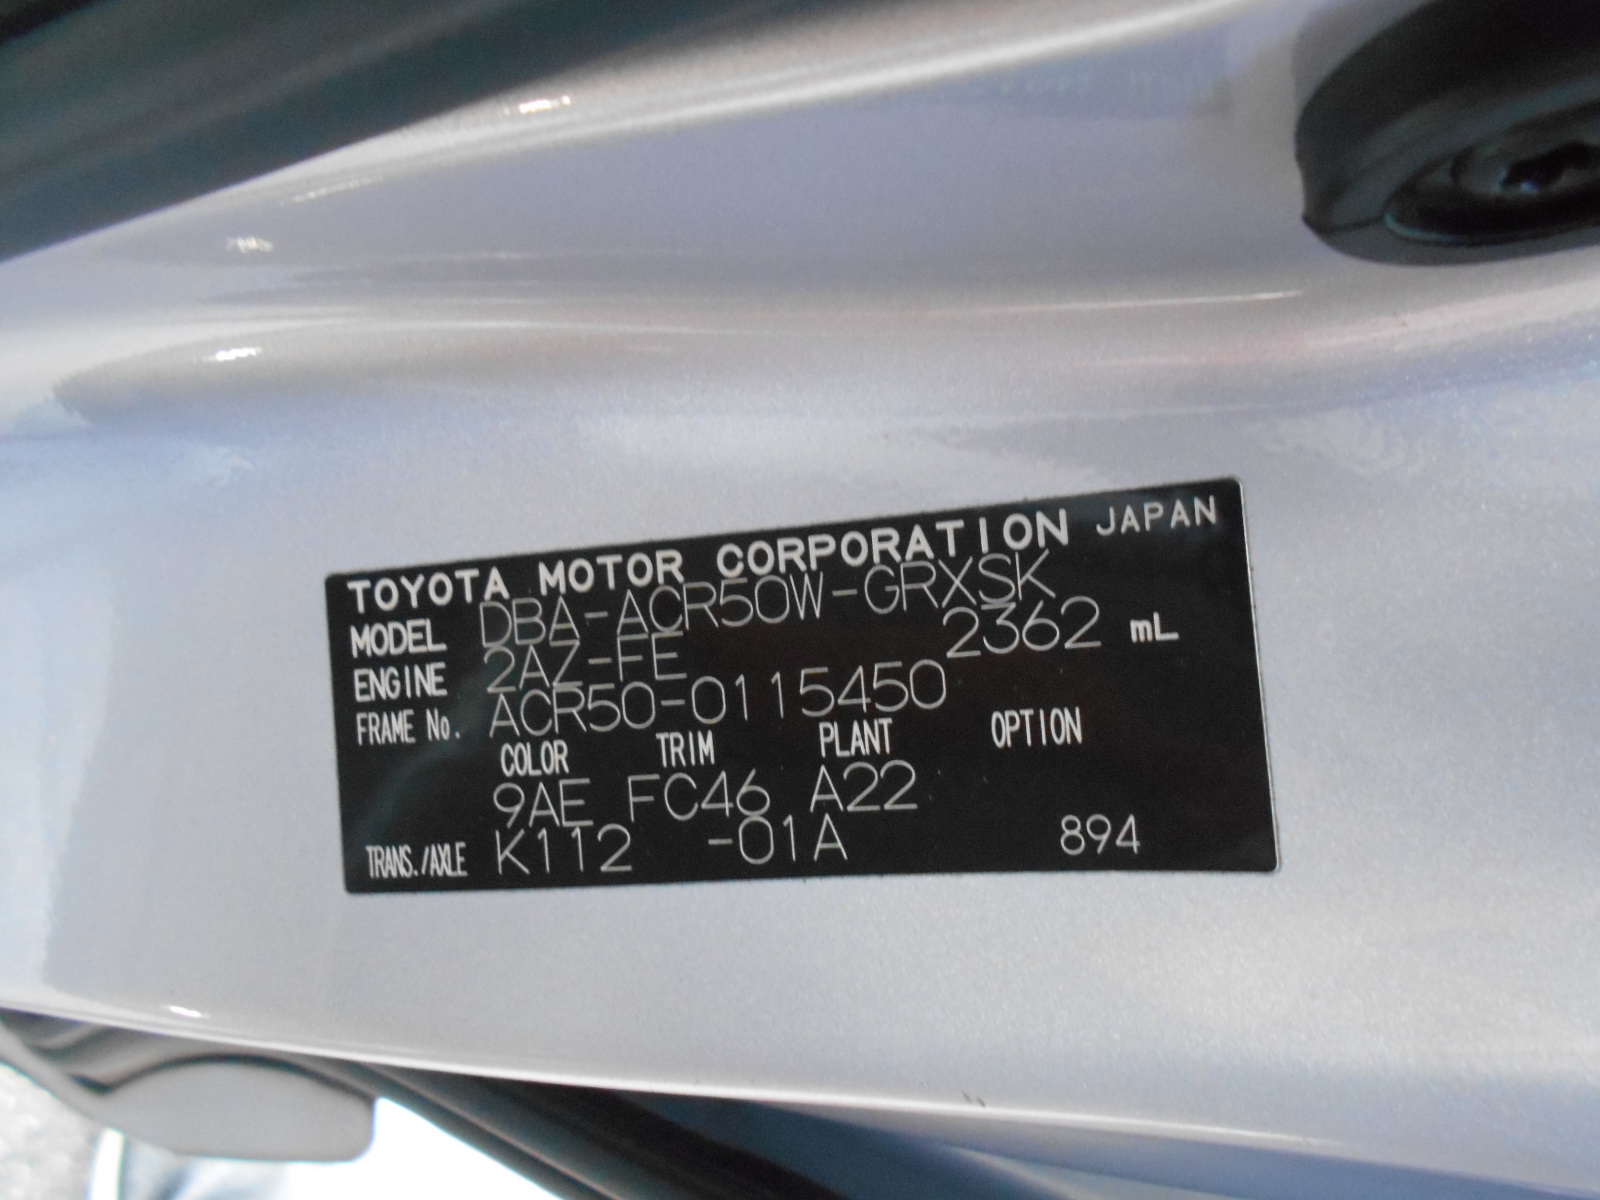 TOYOTA MOTOR CORPORATION JAPAN
MODEL DBA-ACR50W-GRXSK
ENGINE 2AZ-FE 2362 mL
FRAME No. ACR50-0115450
COLOR TRIM PLANT OPTION
9AE FC46 A22
TRANS./AXLE K112 -01A 894